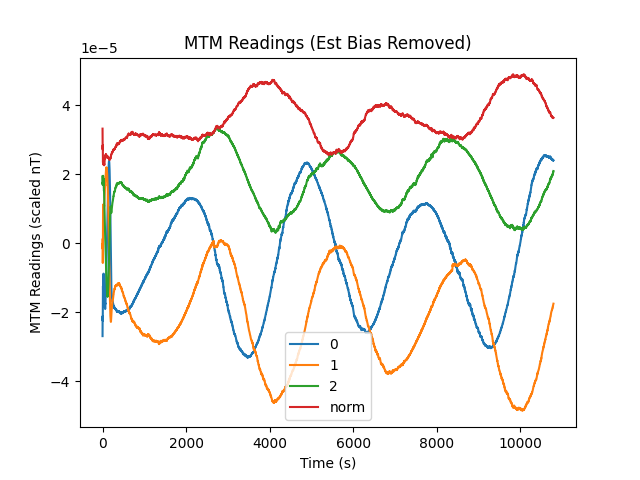 MTM Readings (Est Bias Removed)
1e−5
MTM Readings (scaled nT)
4
2
0
−2
−4
0
1
2
norm
0 2000 4000 6000 8000 10000
Time (s)